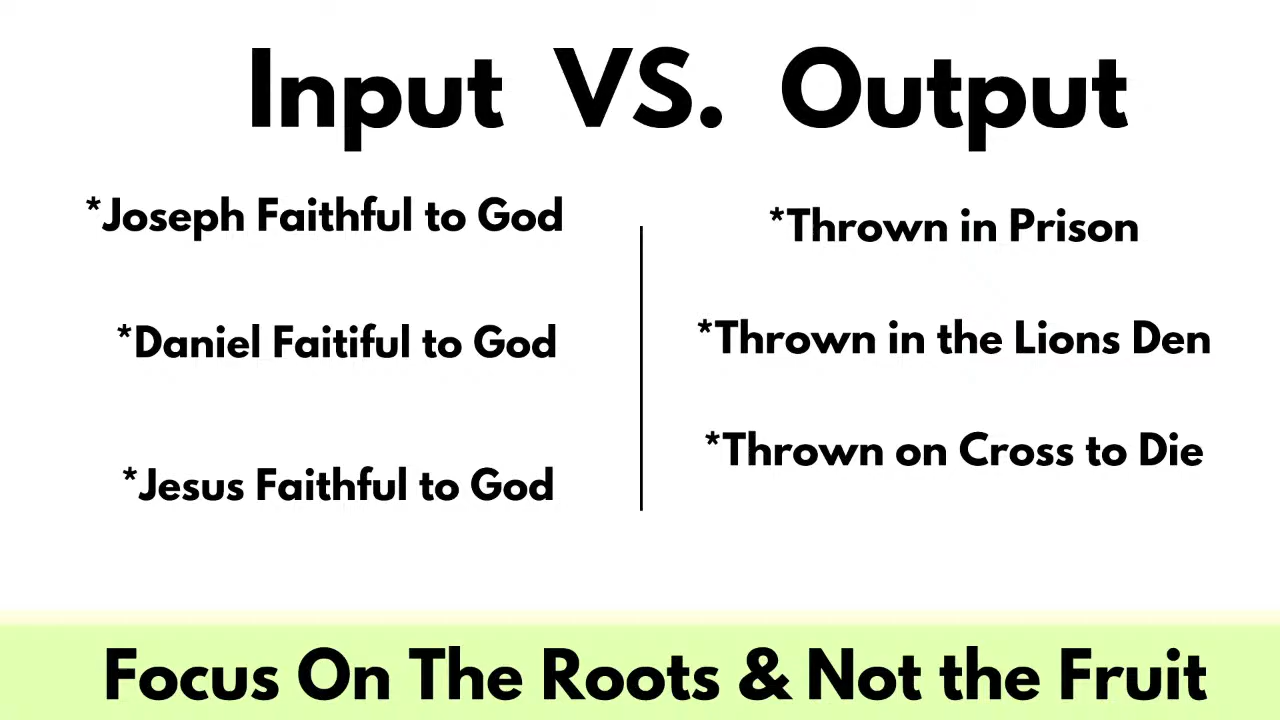 Input VS. Output
*Joseph Faithful to God
*Thrown in Prison
*Daniel Faitiful to God
*Thrown in the Lions Den
*Jesus Faithful to God
*Thrown on Cross to Die
Focus On The Roots & Not the Fruit